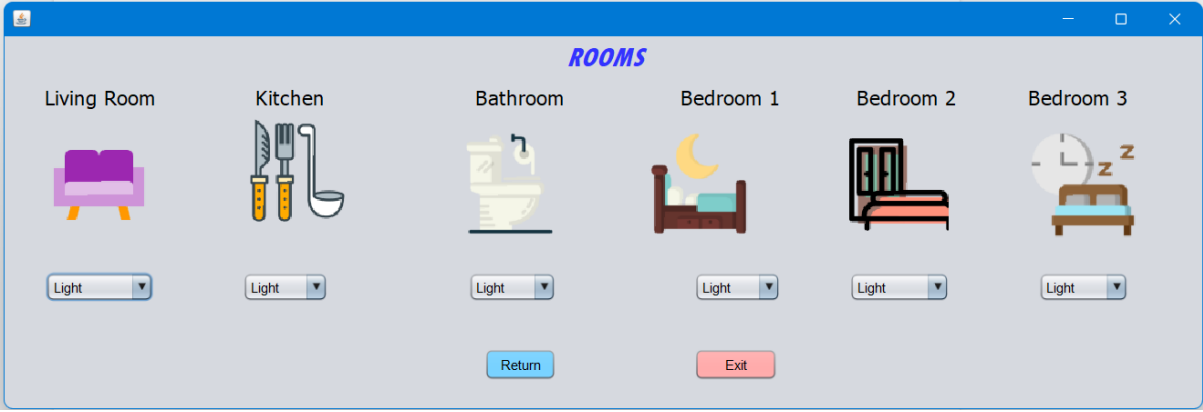 ROOMS
Living Room Kitchen Bathroom Bedroom 1 Bedroom 2 Bedroom 3
z z
Light Light Light Light Light Light
Return Exit